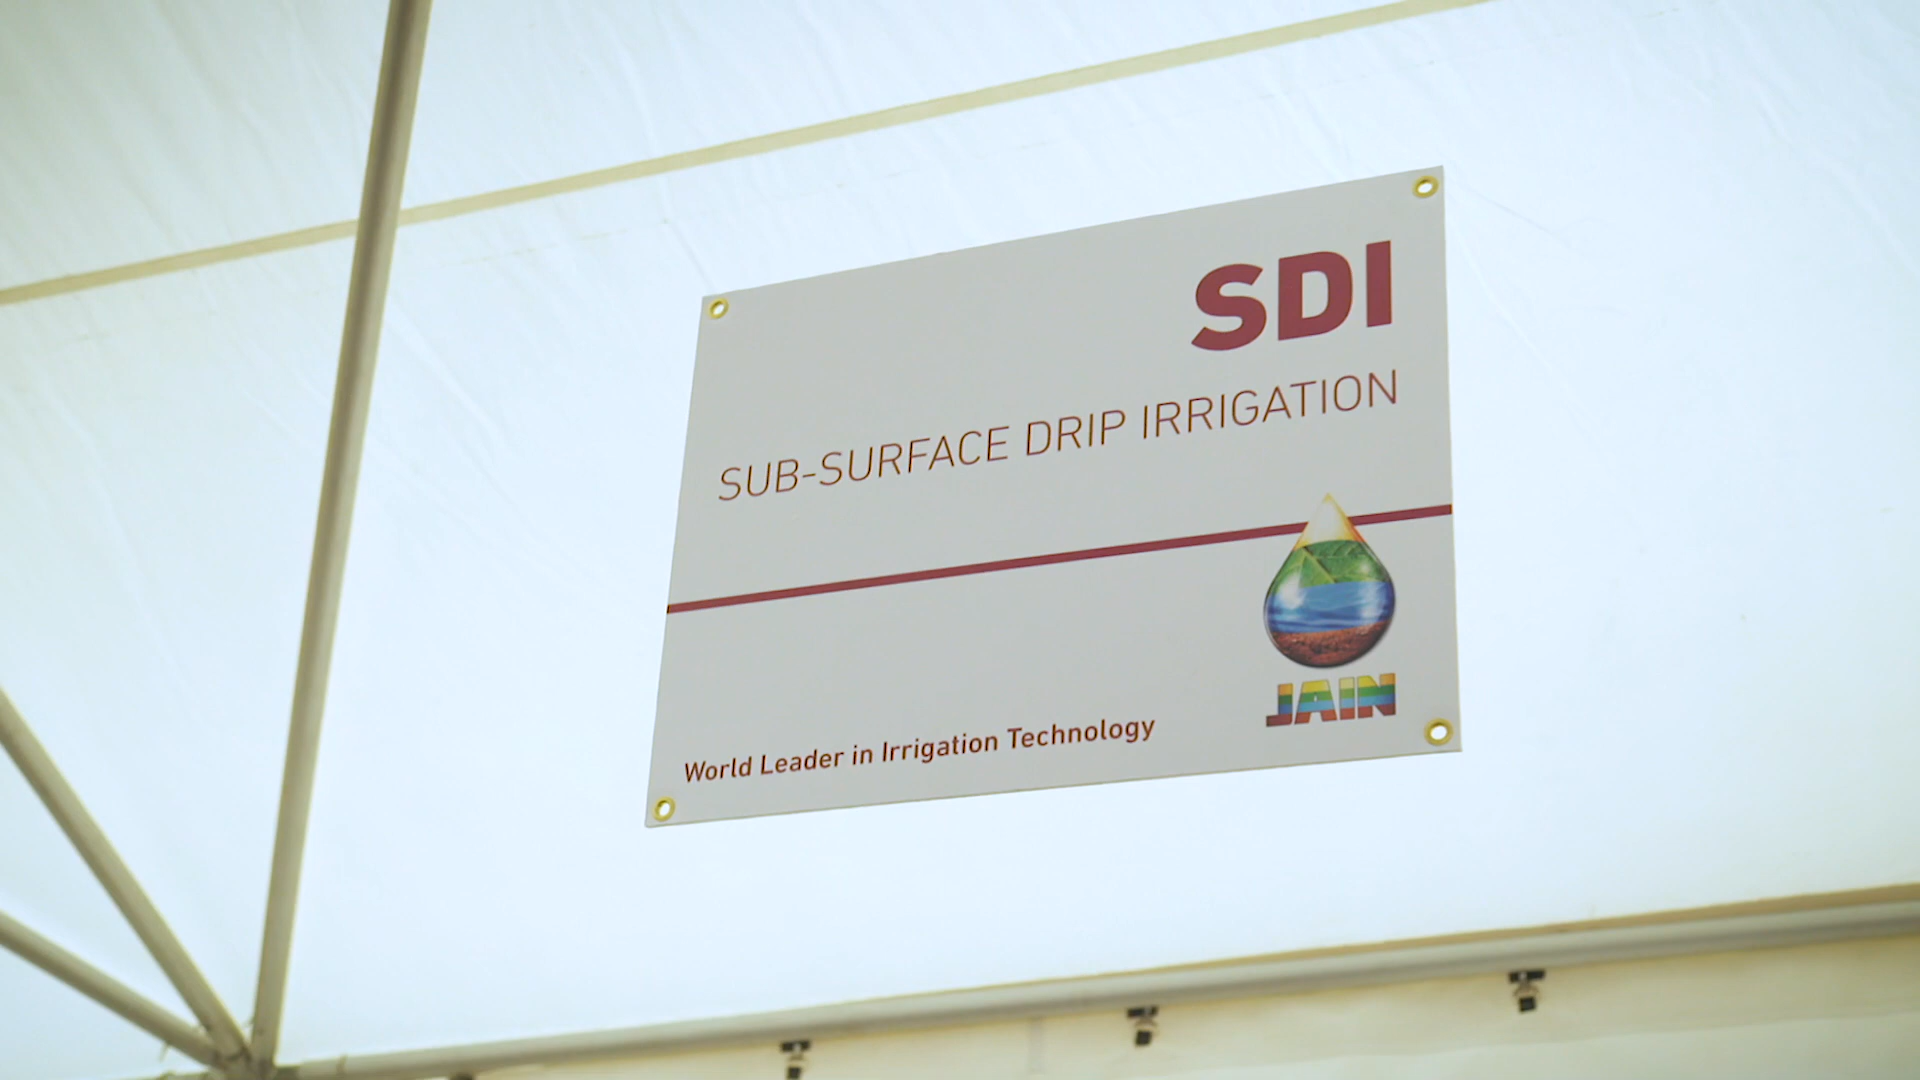 SDI
SUB-SURFACE DRIP IRRIGATION
JAIN
World Leader in Irrigation Technology